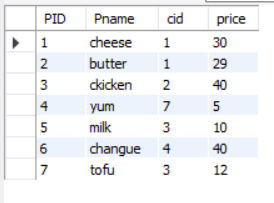 PID Pname cid price
1 cheese 1 30
2 butter 1 29
3 ckicken 2 40
4 yum 7 5
5 milk 3 10
6 changue 4 40
7 tofu 3 12